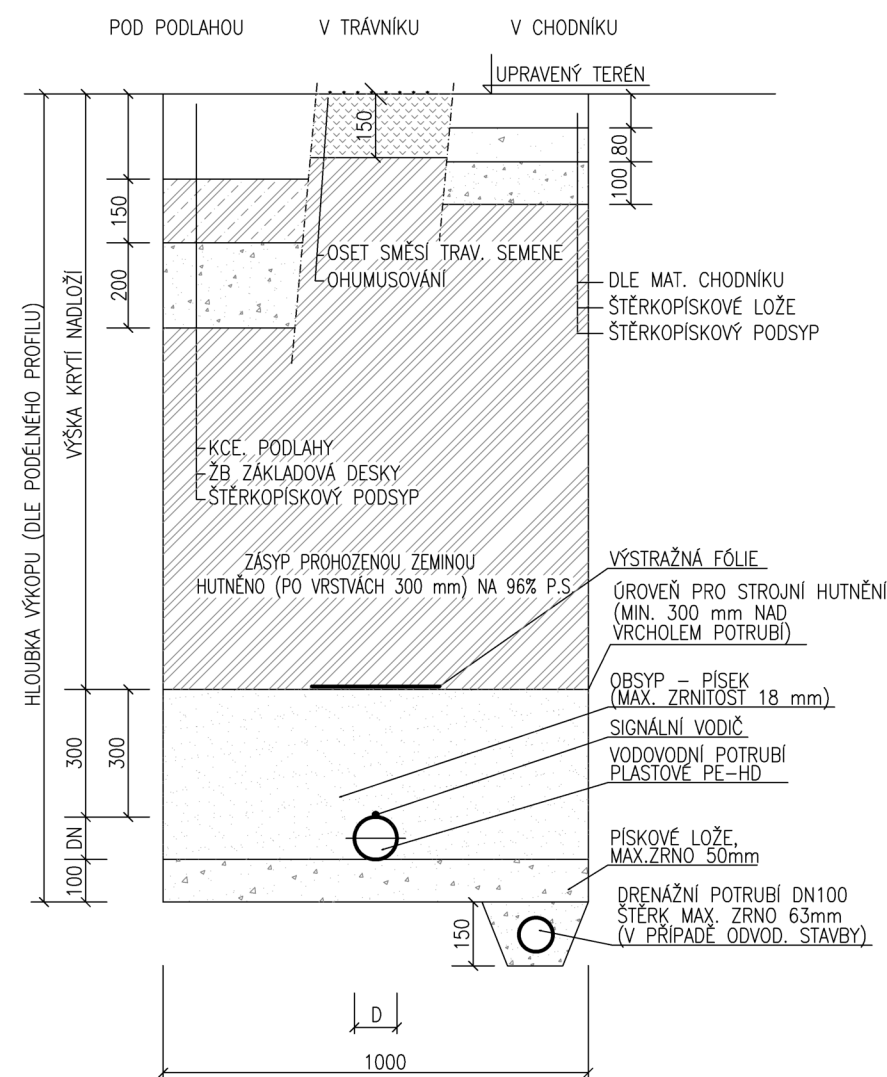 POD PODLAHOU
V TRÁVNÍKU
V CHODNÍKU
UPRAVENÝ TERÉN
150
80
100
150
200
OSET SMĚSÍ TRAV. SEMENE
OHUMUSOVÁNÍ
DLE MAT. CHODNÍKU
ŠTĚRKOPÍSKOVÉ LOŽE
ŠTĚRKOPÍSKOVÝ PODSYP
HLOUBKA VÝKOPU (DLE PODÉLNÉHO PROFILU)
VÝŠKA KRYTÍ NADLOŽÍ
KCE. PODLAHY
ŽB ZÁKLADOVÁ DESKY
ŠTĚRKOPÍSKOVÝ PODSYP
ZÁSYP PROHOZENOU ZEMINOU
HUTNĚNO (PO VRSTVÁCH 300 mm) NA 96% P.S
VÝSTRAŽNÁ FÓLIE
ÚROVEŇ PRO STROJNÍ HUTNĚNÍ
(MIN. 300 mm NAD
VRCHOLEM POTRUBÍ)
OBSYP – PÍSEK
(MAX. ZRNITOST 18 mm)
SIGNÁLNÍ VODIČ
VODOVODNÍ POTRUBÍ
PLASTOVÉ PE-HD
300
300
DN
100
PÍSKOVÉ LOŽE,
MAX.ZRNO 50mm
DRENÁŽNÍ POTRUBÍ DN100
ŠTĚRK MAX. ZRNO 63mm
(V PŘÍPADĚ ODVOD. STAVBY)
150
D
1000